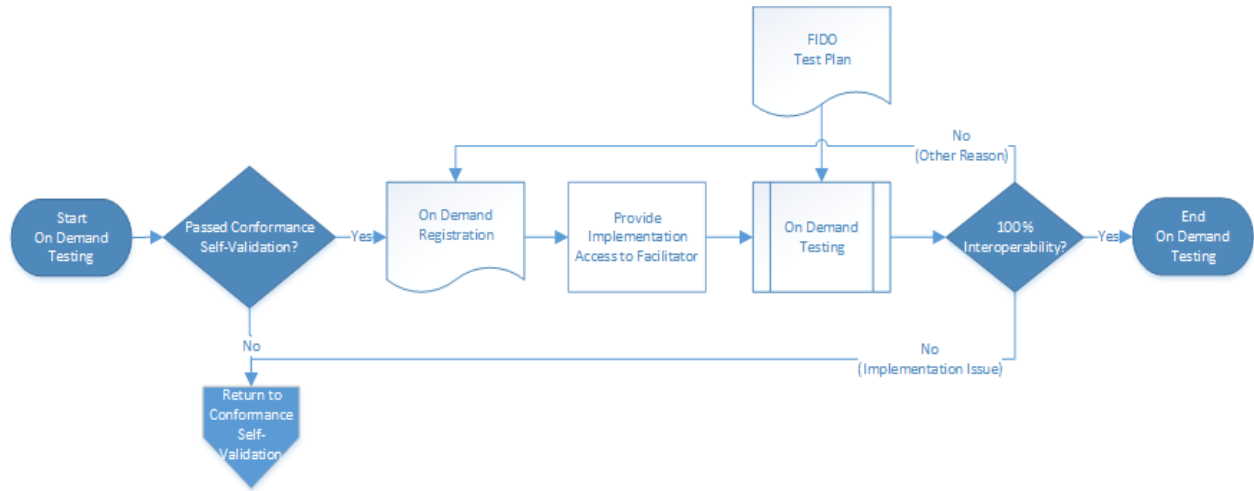 FIDO
Test Plan
No
(Other Reason)
Start
On Demand
Testing
Passed Conformance
Self-Validation?
Yes
On Demand
Registration
Provide
Implementation
Access to Facilitator
On Demand
Testing
100%
Interoperability?
Yes
End
On Demand
Testing
No
No
(Implementation Issue)
Return to
Conformance
Self-
Validation